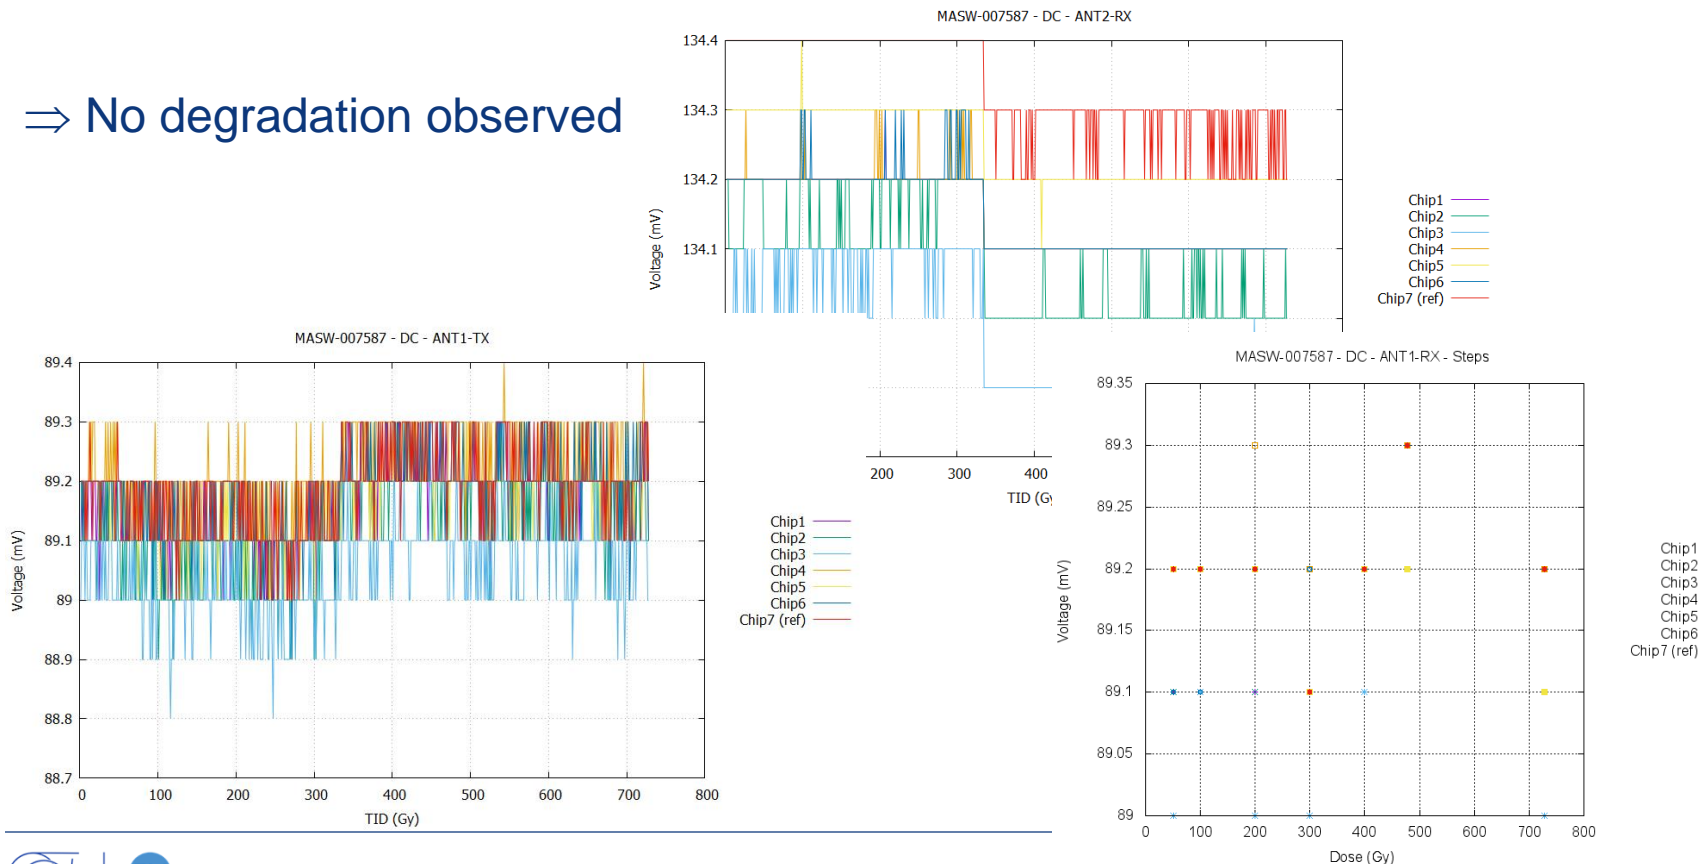 ⇒ No degradation observed
MASW-007587 - DC - ANT2-RX
134.4
134.3
134.2
134.1
Voltage (mV)
200
300
400
TID (Gy
Chip1
Chip2
Chip3
Chip4
Chip5
Chip6
Chip7 (ref)
MASW-007587 - DC - ANT1-TX
89.4
89.3
89.2
89.1
89
88.9
88.8
88.7
Voltage (mV)
0
100
200
300
400
500
600
700
800
TID (Gy)
Chip1
Chip2
Chip3
Chip4
Chip5
Chip6
Chip7 (ref)
MASW-007587 - DC - ANT1-RX - Steps
89.35
89.3
89.25
89.2
89.15
89.1
89.05
89
Voltage (mV)
0
100
200
300
400
500
600
700
800
Dose (Gy)
Chip1
Chip2
Chip3
Chip4
Chip5
Chip6
Chip7 (ref)